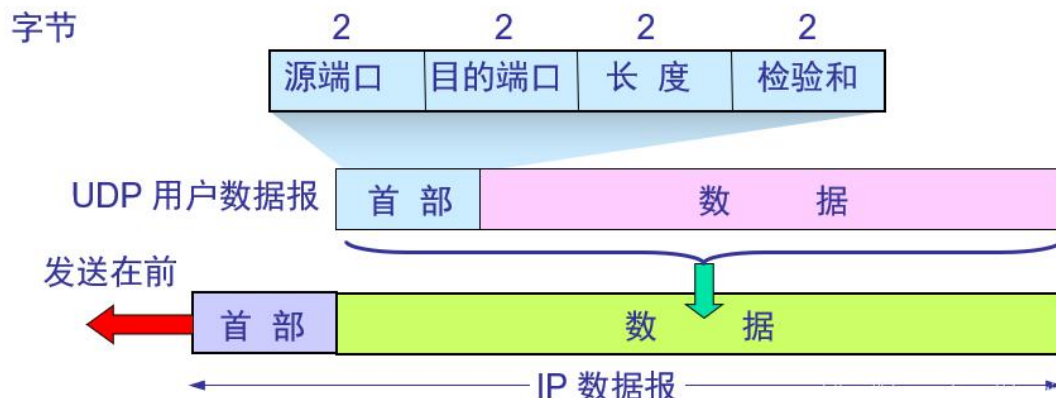 字节 2 2 2 2
源端口 目的端口 长 度 检验和
UDP 用户数据报 首 部 数 据
发送在前
首 部 数 据
IP 数据报